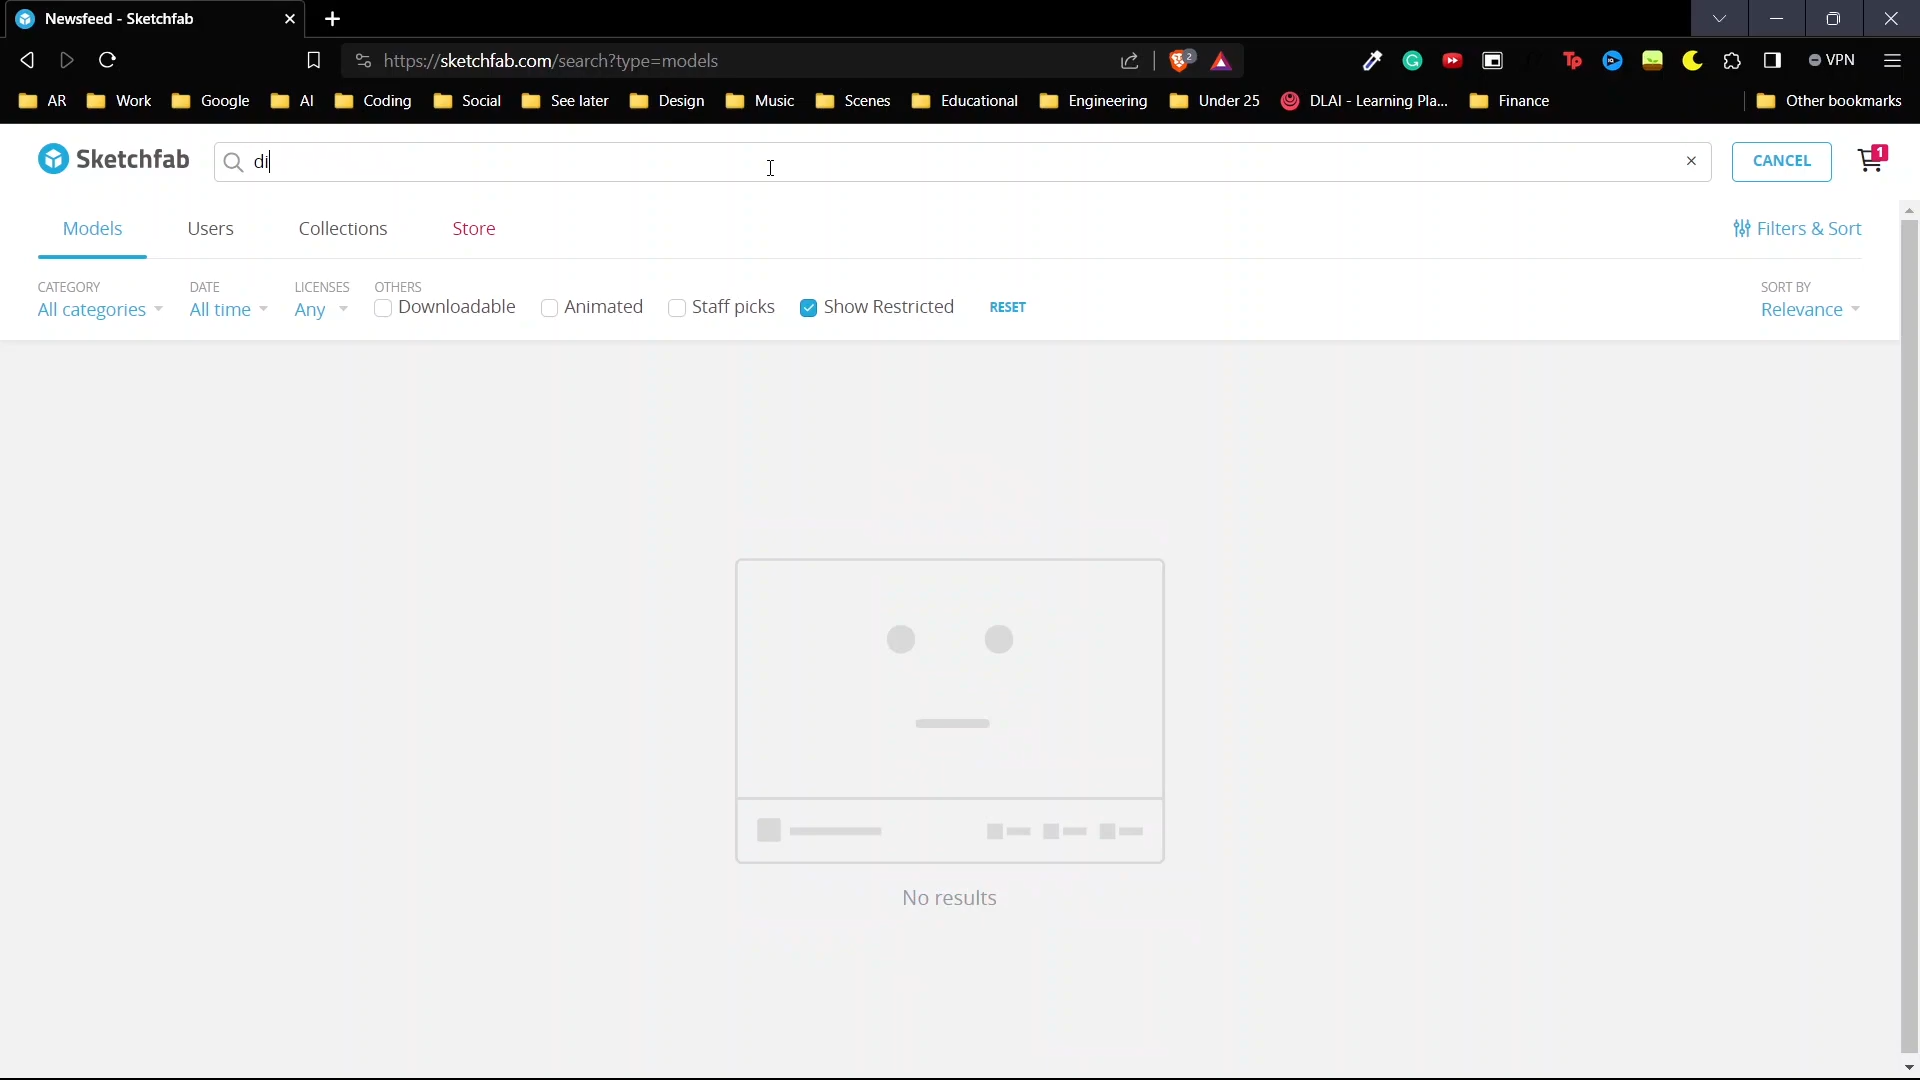 Newsfeed - Sketchfab
https://sketchfab.com/search?type=models
2
VPN
AR Work Google AI Coding Social See later Design Music Scenes Educational Engineering Under 25 DLAI - Learning Pla... Finance Other bookmarks
Sketchfab
di
CANCEL
1
Models Users Collections Store
Filters & Sort
CATEGORY DATE LICENSES OTHERS SORT BY
All categories All time Any Downloadable Animated Staff picks Show Restricted RESET Relevance
No results